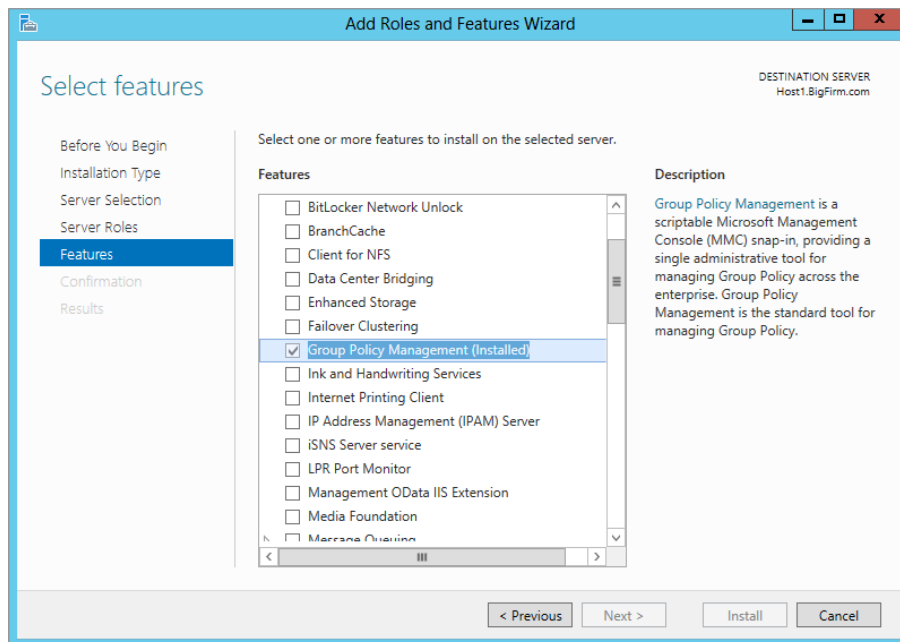 Add Roles and Features Wizard
Select features
DESTINATION SERVER
Host1.BigFirm.com
Before You Begin
Installation Type
Server Selection
Server Roles
Features
Confirmation
Results
Select one or more features to install on the selected server.
Features
BitLocker Network Unlock
BranchCache
Client for NFS
Data Center Bridging
Enhanced Storage
Failover Clustering
Group Policy Management (Installed)
Ink and Handwriting Services
Internet Printing Client
IP Address Management (IPAM) Server
iSNS Server service
LPR Port Monitor
Management OData IIS Extension
Media Foundation
Message Queuing
Description
Group Policy Management is a
scriptable Microsoft Management
Console (MMC) snap-in, providing a
single administrative tool for
managing Group Policy across the
enterprise. Group Policy
Management is the standard tool for
managing Group Policy.
< Previous
Next >
Install
Cancel